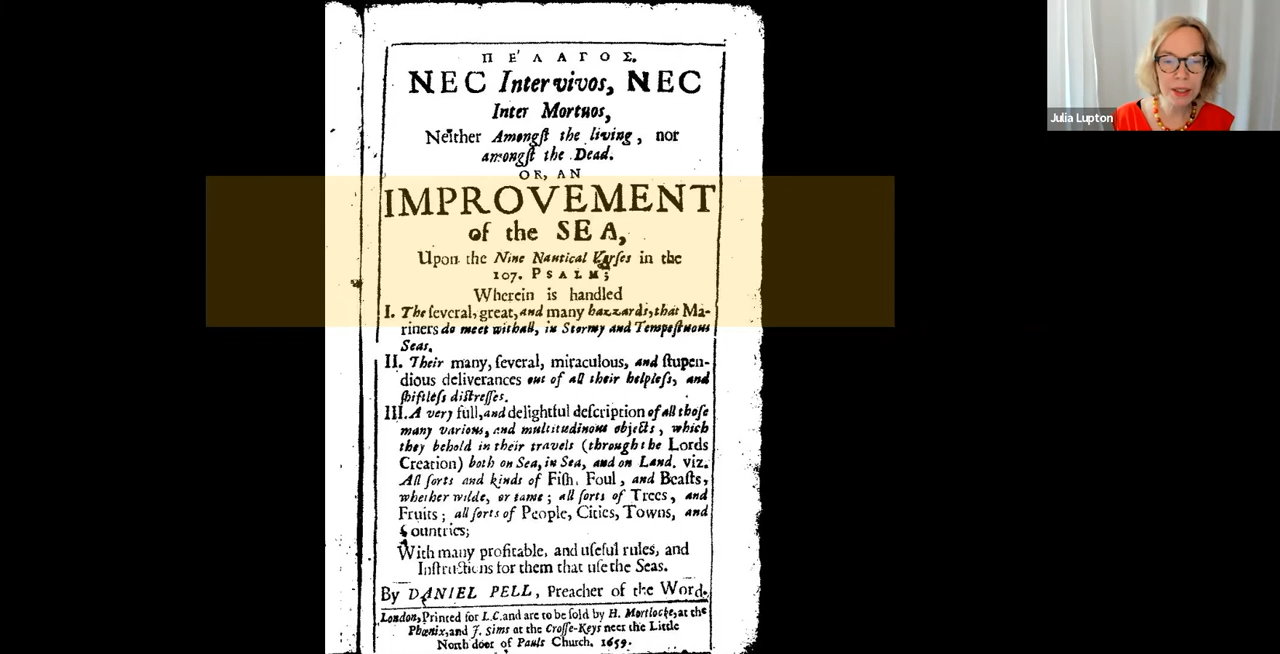 ΠΕ΄ΛΑΓΟΣ.
NEC Inter vivos, NEC
Inter Mortuos,
Neither Amongſt the living, nor
amongſt the Dead.
OR, AN
IMPROVEMENT
of the SEA,
Upon the Nine Nautical Verſes in the
107. PSALM;
Wherein is handled
I. The ſeveral, great, and many hazzards, that Ma-
riners do meet withall, in Stormy and Tempeſtuous
Seas.
II. Their many, ſeveral, miraculous, and ſtupen-
dious deliverances out of all their helpleſs, and
ſhiftleſs diſtreſſes.
III. A very full, and delightful deſcription of all thoſe
many various, and multitudinous objects, which
they behold in their travels (through the Lords
Creation) both on Sea, in Sea, and on Land. viz.
All ſorts and kinds of Fiſh, Foul, and Beaſts,
whether wilde, or tame; all ſorts of Trees, and
Fruits; all ſorts of People, Cities, Towns, and
Countries;
With many profitable, and uſeful rules, and
Inſtructions for them that uſe the Seas.
By DANIEL PELL, Preacher of the Word.
London, Printed for L.C. and are to be ſold by H. Mortlocke, at the
Phœnix, and J. Sims at the Croſſe-Keys neer the Little
North door of Pauls Church. 1659.
Julia Lupton